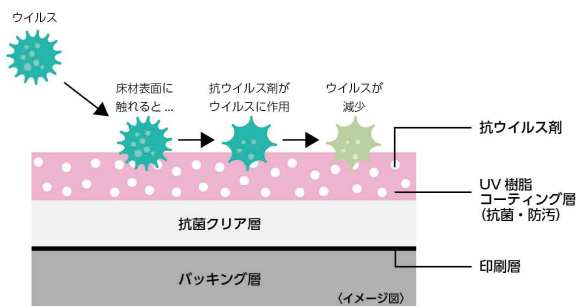 ウイルス
床材表面に
触れると...
抗ウイルス剤が
ウイルスに作用
ウイルスが
減少
抗ウイルス剤
UV樹脂
コーティング層
（抗菌・防汚）
抗菌クリア層
印刷層
バッキング層
〈イメージ図〉